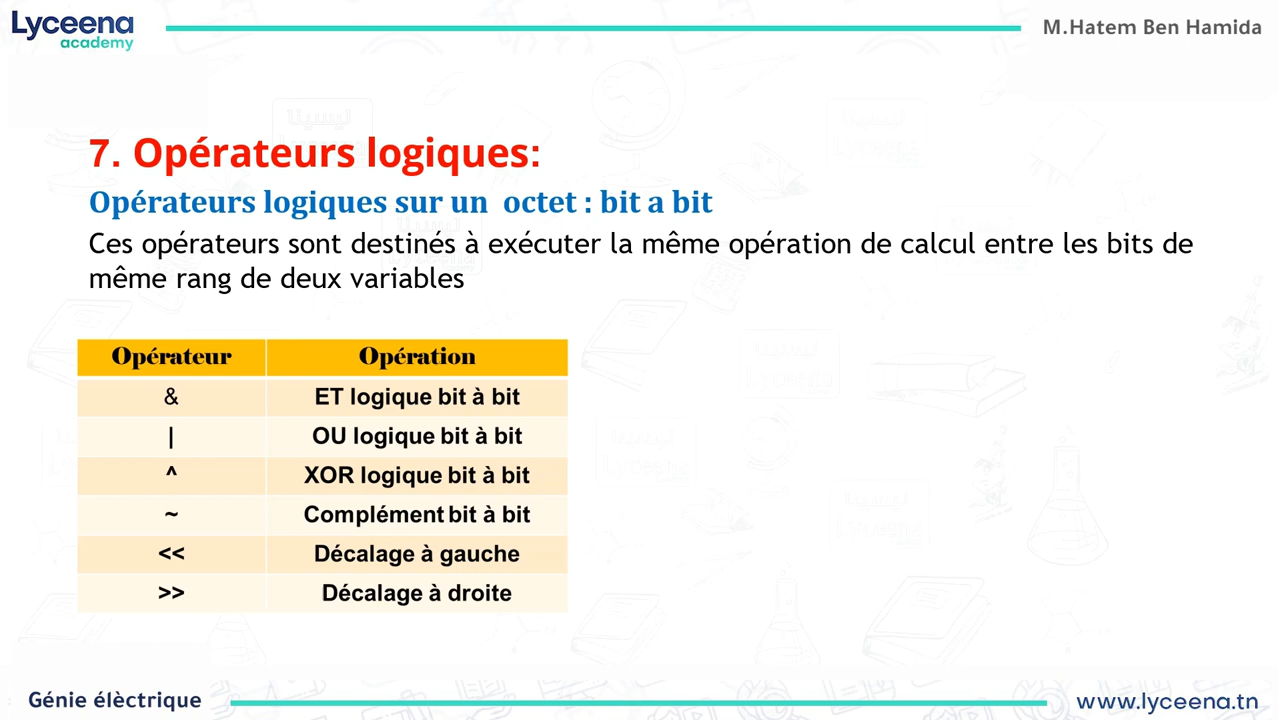 Lyceena
academy
M.Hatem Ben Hamida
7. Opérateurs logiques:
Opérateurs logiques sur un octet : bit a bit
Ces opérateurs sont destinés à exécuter la même opération de calcul entre les bits de
même rang de deux variables
Opérateur Opération
& ET logique bit à bit
| OU logique bit à bit
^ XOR logique bit à bit
~ Complément bit à bit
<< Décalage à gauche
>> Décalage à droite
Génie élèctrique
www.lyceena.tn